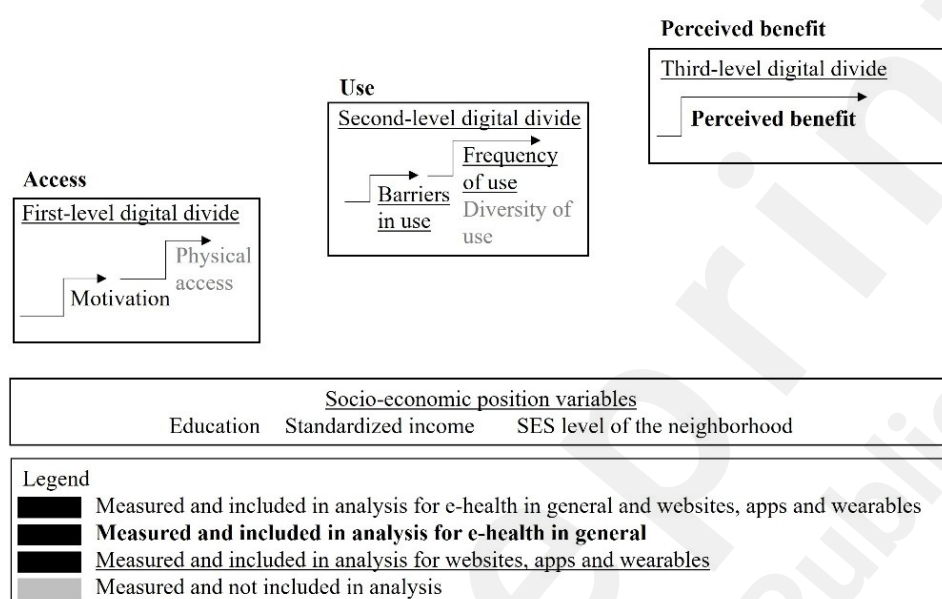 Perceived benefit
Third-level digital divide
Perceived benefit
Use
Second-level digital divide
Frequency
of use
Barriers
in use
Diversity of
use
Access
First-level digital divide
Physical
access
Motivation
Socio-economic position variables
Education Standardized income SES level of the neighborhood
Legend
Measured and included in analysis for e-health in general and websites, apps and wearables
Measured and included in analysis for e-health in general
Measured and included in analysis for websites, apps and wearables
Measured and not included in analysis